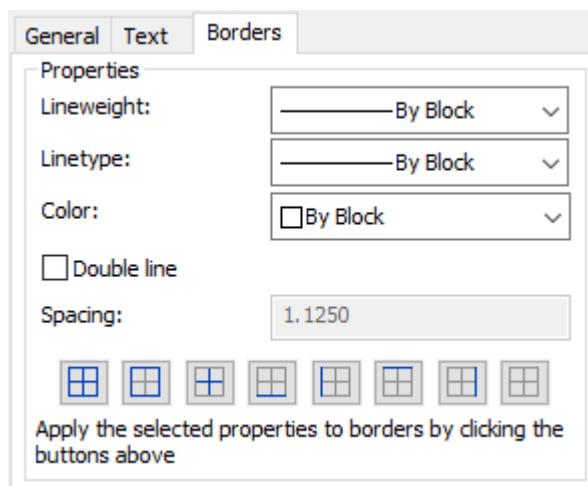 General Text Borders
Properties
Lineweight: By Block
Linetype: By Block
Color: By Block
Double line
Spacing: 1.1250
Apply the selected properties to borders by clicking the
buttons above